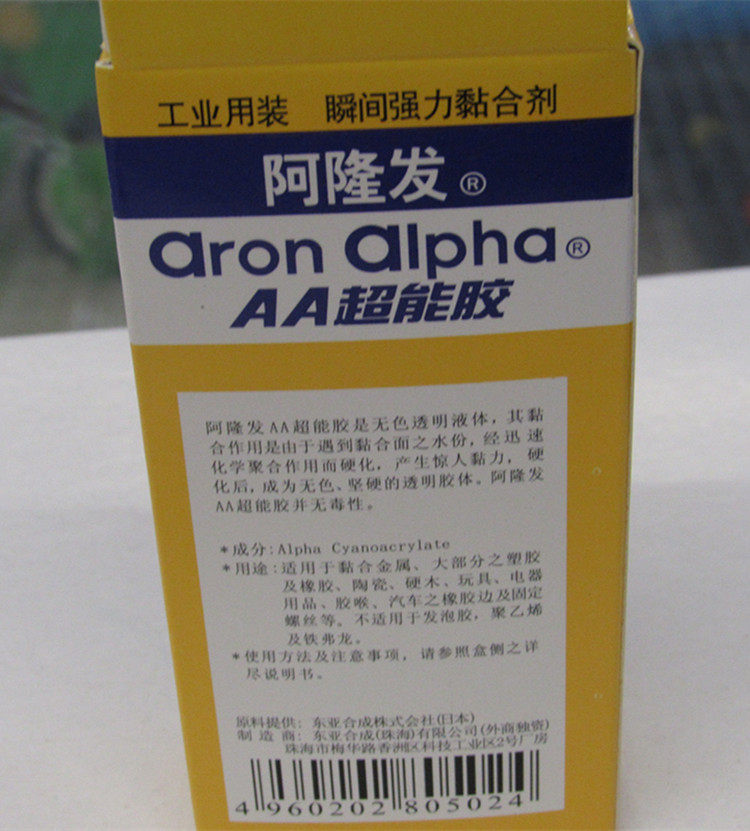 工业用装 瞬间强力黏合剂
阿隆发®
aron alpha®
AA超能胶
阿隆发AA超能胶是无色透明液体，其黏
合作用是由于遇到黏合面之水份，经迅速
化学聚合作用而硬化，产生惊人黏力，硬
化后，成为无色、坚硬的透明胶体。阿隆发
AA超能胶并无毒性。
*成分:Alpha Cyanoacrylate
*用途:适用于黏合金属、大部分之塑胶
及橡胶、陶瓷、硬木、玩具、电器
用品、胶喉、汽车之橡胶边及固定
螺丝等。不适用于发泡胶，聚乙烯
及铁弗龙。
*使用方法及注意事项，请参照盒侧之详
尽说明书。
原料提供：东亚合成株式会社(日本)
制 造 商：东亚合成(珠海)有限公司(外商独资)
珠海市梅华路香洲区科技工业区2号厂房
4 960202 805024